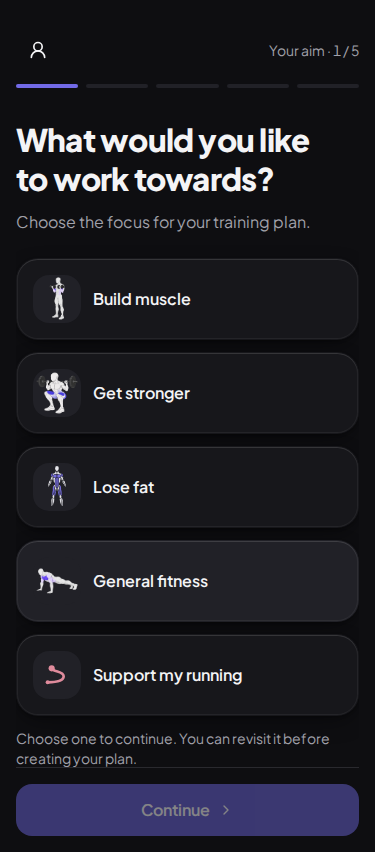 Your aim · 1 / 5
What would you like
to work towards?
Choose the focus for your training plan.
Build muscle
Get stronger
Lose fat
General fitness
Support my running
Choose one to continue. You can revisit it before
creating your plan.
Continue